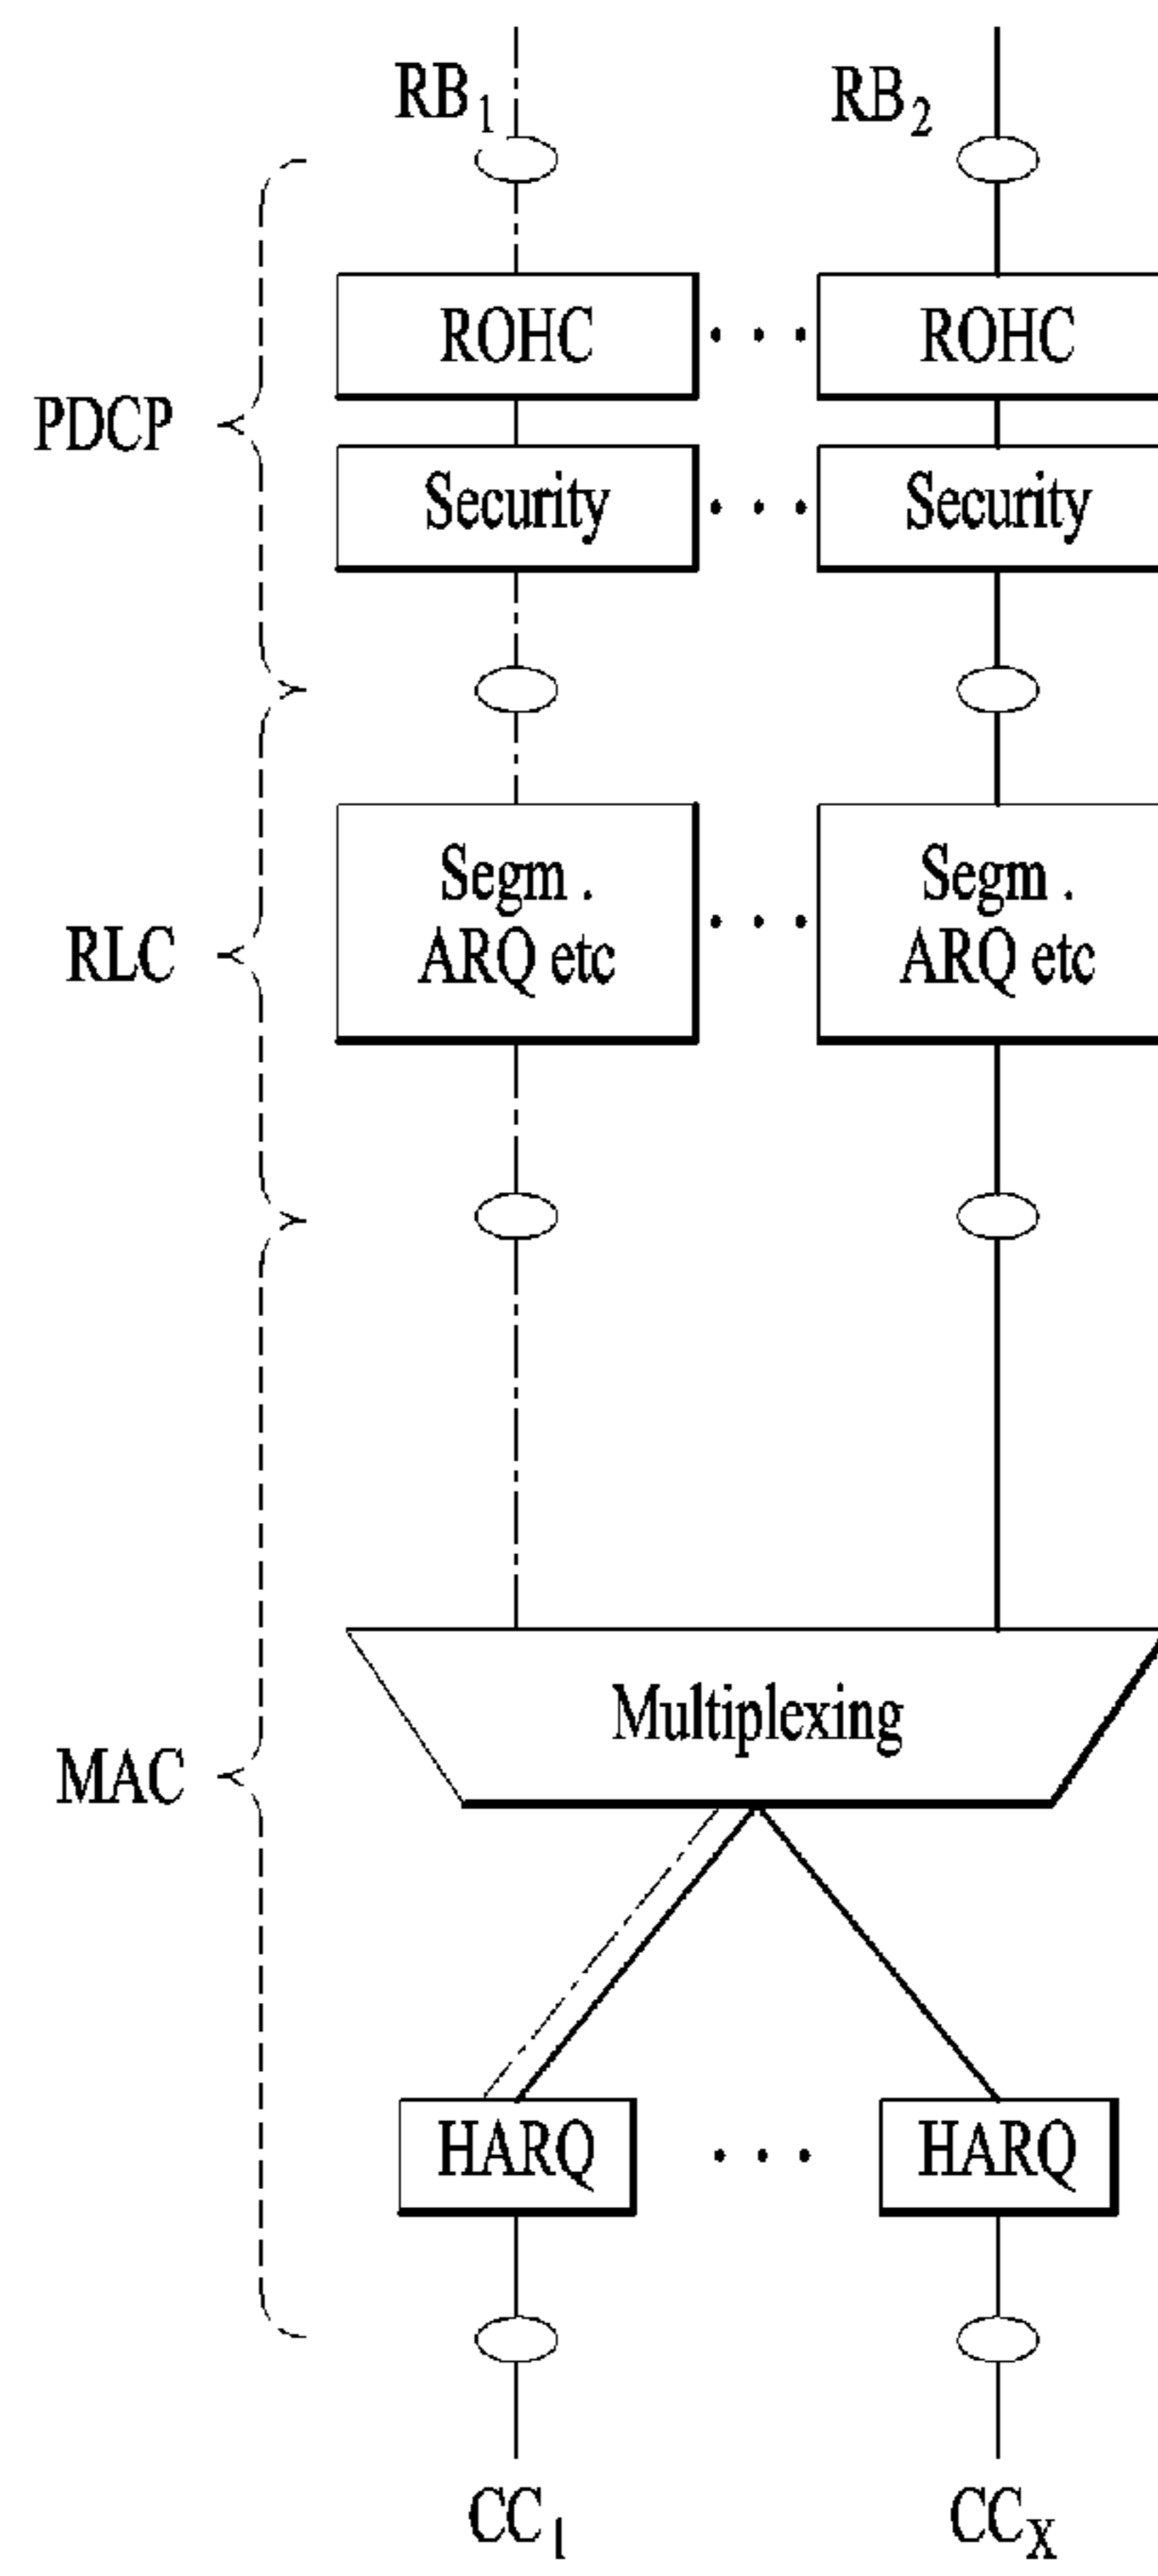 RB1 RB2
ROHC ... ROHC
PDCP
Security ... Security
Segm . ... Segm .
RLC
ARQ etc ARQ etc
Multiplexing
MAC
HARQ ... HARQ
CC1 CCX